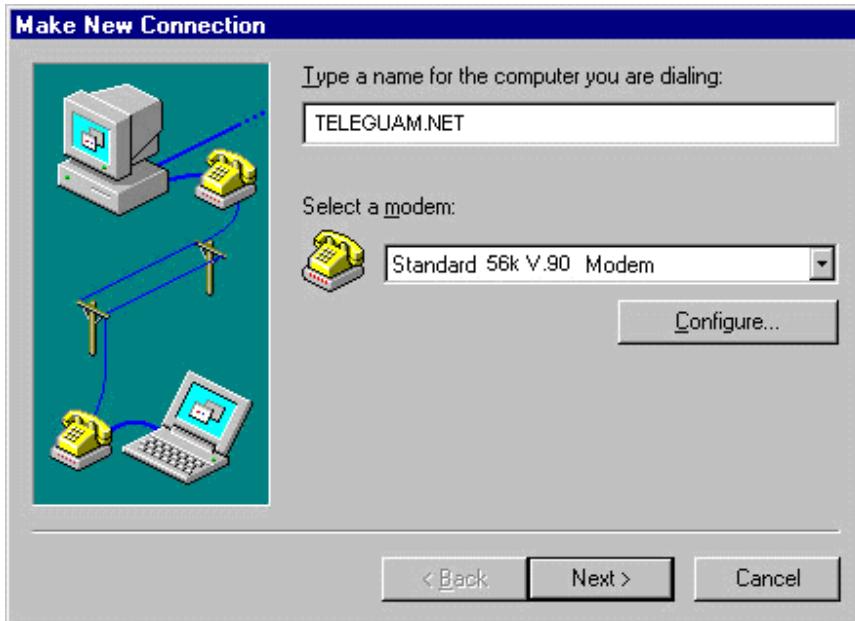 Make New Connection
Type a name for the computer you are dialing:
TELEGUAM.NET
Select a modem:
Standard 56k V.90 Modem
Configure...
< Back
Next >
Cancel